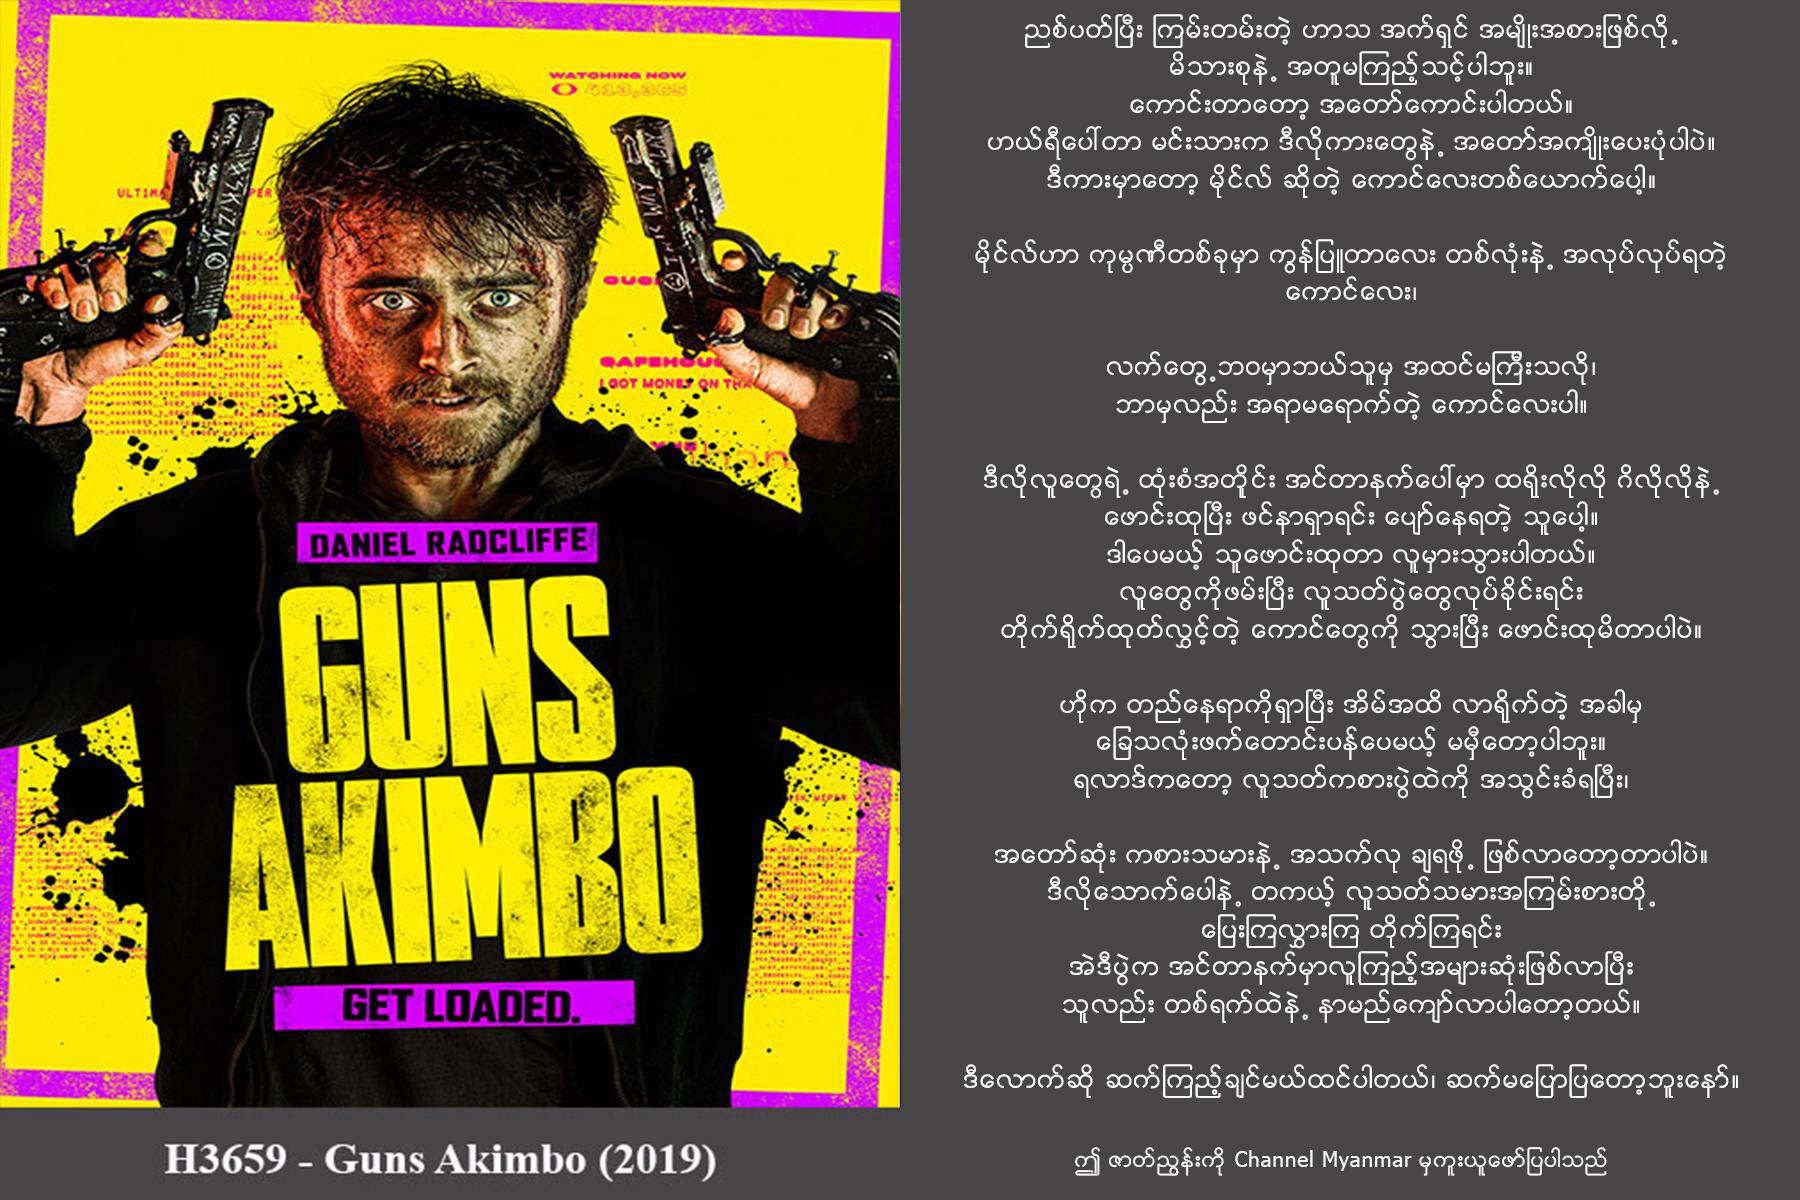 WATCHING NOW
413,365
DANIEL RADCLIFFE
GUNS
AKIMBO
GET LOADED.
H3659 - Guns Akimbo (2019)
ညစ်ပတ်ပြီး ကြမ်းတမ်းတဲ့ ဟာသ အက်ရှင် အမျိုးအစားဖြစ်လို့
မိသားစုနဲ့ အတူမကြည့်သင့်ပါဘူး။
ကောင်းတာတော့ အတော်ကောင်းပါတယ်။
ဟယ်ရီပေါ်တာ မင်းသားက ဒီလိုကားတွေနဲ့ အတော်အကျိုးပေးပုံပါပဲ။
ဒီကားမှာတော့ မိုင်လ် ဆိုတဲ့ ကောင်လေးတစ်ယောက်ပေါ့။
မိုင်လ်ဟာ ကုမ္ပဏီတစ်ခုမှာ ကွန်ပြူတာလေး တစ်လုံးနဲ့ အလုပ်လုပ်ရတဲ့
ကောင်လေး၊
လက်တွေ့ဘဝမှာဘယ်သူမှ အထင်မကြီးသလို၊
ဘာမှလည်း အရာမရောက်တဲ့ ကောင်လေးပါ။
ဒီလိုလူတွေရဲ့ ထုံးစံအတိုင်း အင်တာနက်ပေါ်မှာ ထရိုးလိုလို ဂိလိုလိုနဲ့
ဖောင်းထုပြီး ဖင်နာရှာရင်း ပျော်နေရတဲ့ သူပေါ့။
ဒါပေမယ့် သူဖောင်းထုတာ လူမှားသွားပါတယ်။
လူတွေကိုဖမ်းပြီး လူသတ်ပွဲတွေလုပ်ခိုင်းရင်း
တိုက်ရိုက်ထုတ်လွှင့်တဲ့ ကောင်တွေကို သွားပြီး ဖောင်းထုမိတာပါပဲ။
ဟိုက တည်နေရာကိုရှာပြီး အိမ်အထိ လာရိုက်တဲ့ အခါမှ
ခြေသလုံးဖက်တောင်းပန်ပေမယ့် မမှီတော့ပါဘူး။
ရလာဒ်ကတော့ လူသတ်ကစားပွဲထဲကို အသွင်းခံရပြီး၊
အတော်ဆုံး ကစားသမားနဲ့ အသက်လု ချရဖို့ ဖြစ်လာတော့တာပါပဲ။
ဒီလိုသောက်ပေါနဲ့ တကယ့် လူသတ်သမားအကြမ်းစားတို့
ပြေးကြလွှားကြ တိုက်ကြရင်း
အဲဒီပွဲက အင်တာနက်မှာလူကြည့်အများဆုံးဖြစ်လာပြီး
သူလည်း တစ်ရက်ထဲနဲ့ နာမည်ကျော်လာပါတော့တယ်။
ဒီလောက်ဆို ဆက်ကြည့်ချင်မယ်ထင်ပါတယ်၊ ဆက်မပြောပြတော့ဘူးနော်။
ဤ ဇာတ်ညွန်းကို Channel Myanmar မှကူးယူဖော်ပြပါသည်